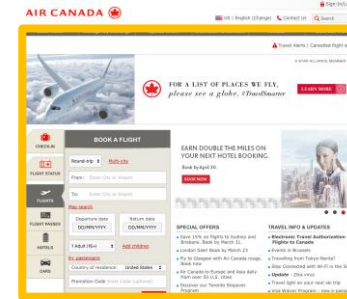 AIR CANADA
Sign in/
US / English (Change)
Contact Us
Search
Travel Alerts / Cancelled flight
A STAR ALLIANCE MEMBER
FOR A LIST OF PLACES WE FLY,
please see a globe. #TravelSmarter
LEARN MORE
CHECK-IN
FLIGHT STATUS
FLIGHTS
FLIGHT PASSES
HOTELS
CARS
BOOK A FLIGHT
Round-trip
Multi-city
From: Enter City or Airport
To: Enter City or Airport
Map search
Departure date
DD/MM/YYYY
Return date
DD/MM/YYYY
1 Adult (16+)
Add children
Fly passengers
Country of residence: United States
Promotion Code
EARN DOUBLE THE MILES ON
YOUR NEXT HOTEL BOOKING.
Book by April 30.
BOOK NOW
SPECIAL OFFERS
Save 15% on flights to Sydney and
Brisbane. Book by March 31.
London Sale! Book by March 23
Fly to Glasgow with Air Canada rouge.
Book now
Air Canada to Europe and Asia daily
from over 50 U.S. cities
Discover our Toronto Stopover
Program
TRAVEL INFO & UPDATES
Electronic Travel Authorization
Flights to Canada
Events in Brussels
Travelling from Tokyo Narita?
Stay Connected with Wi-Fi in the
Update - Zika virus
Travel light on your next ski trip